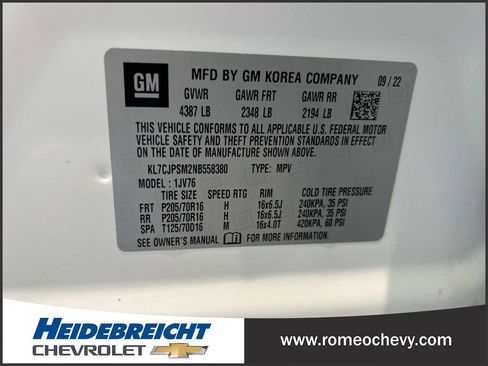 GM
MFD BY GM KOREA COMPANY 09/22
GVWR GAWR FRT GAWR RR
4387 LB 2348 LB 2194 LB
THIS VEHICLE CONFORMS TO ALL APPLICABLE U.S. FEDERAL MOTOR
VEHICLE SAFETY AND THEFT PREVENTION STANDARDS IN EFFECT
ON THE DATE OF MANUFACTURE SHOWN ABOVE.
KL7CJPSM2NB558380 TYPE: MPV
MODEL: 1JV76
TIRE SIZE SPEED RTG RIM COLD TIRE PRESSURE
FRT P205/70R16 H 16x6.5J 240KPA, 35 PSI
RR P205/70R16 H 16x6.5J 240KPA, 35 PSI
SPA T125/70D16 M 16x4.0T 420KPA, 60 PSI
SEE OWNER'S MANUAL FOR MORE INFORMATION.
HEIDEBREICHT
CHEVROLET
www.romeochevy.com